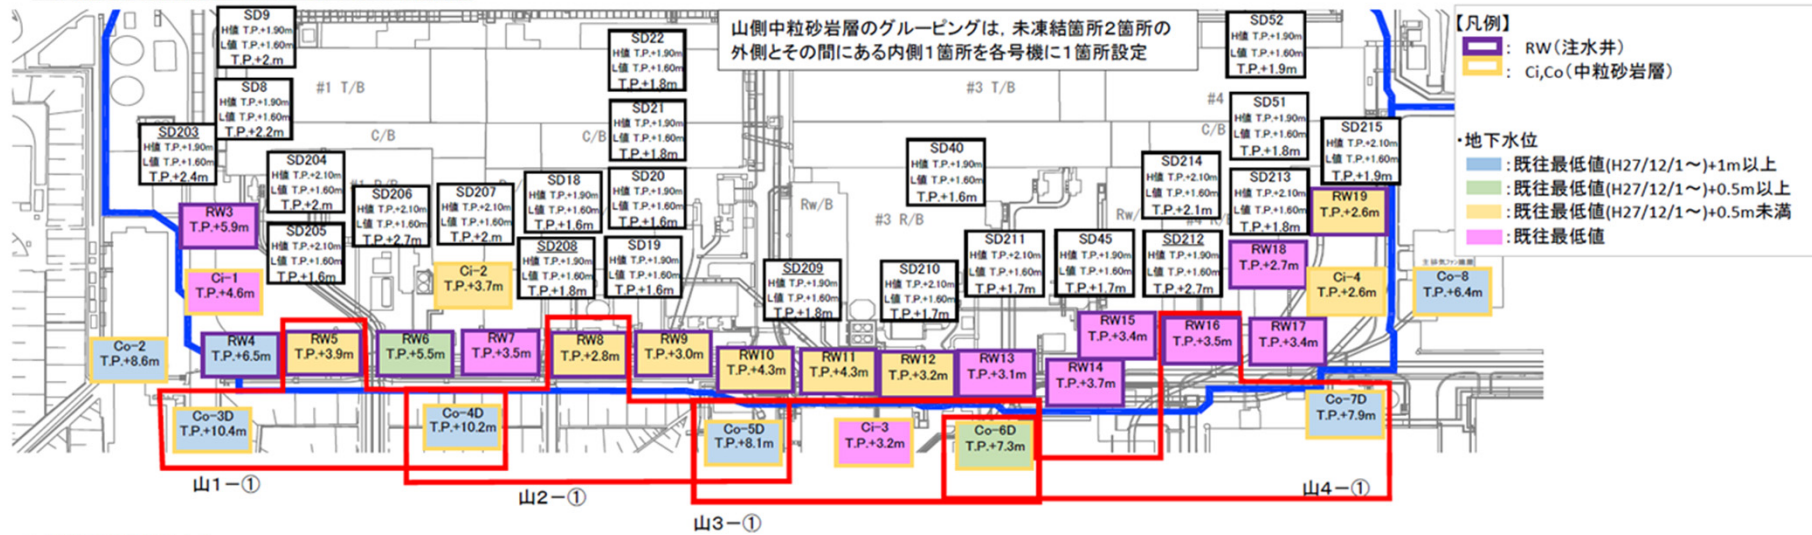 山側中粒砂岩層のグルーピングは，未凍結箇所2箇所の
外側とその間にある内側1箇所を各号機に1箇所設定
【凡例】
： RW（注水井）
： Ci,Co（中粒砂岩層）
・地下水位
：既往最低値(H27/12/1～)+1m以上
：既往最低値(H27/12/1～)+0.5m以上
：既往最低値(H27/12/1～)+0.5m未満
：既往最低値
SD9
H値 T.P.+1.90m
L値 T.P.+1.60m
T.P.+2.m
SD8
H値 T.P.+1.90m
L値 T.P.+1.60m
T.P.+2.2m
SD203
H値 T.P.+1.90m
L値 T.P.+1.60m
T.P.+2.4m
SD204
H値 T.P.+2.10m
L値 T.P.+1.60m
T.P.+2.m
SD205
H値 T.P.+2.10m
L値 T.P.+1.60m
T.P.+1.6m
SD206
H値 T.P.+2.10m
L値 T.P.+1.60m
T.P.+2.7m
SD207
H値 T.P.+2.10m
L値 T.P.+1.60m
T.P.+2.m
SD18
H値 T.P.+1.90m
L値 T.P.+1.60m
T.P.+1.6m
SD208
H値 T.P.+1.90m
L値 T.P.+1.60m
T.P.+1.8m
SD22
H値 T.P.+1.90m
L値 T.P.+1.60m
T.P.+1.8m
SD21
H値 T.P.+1.90m
L値 T.P.+1.60m
T.P.+1.8m
SD20
H値 T.P.+1.90m
L値 T.P.+1.60m
T.P.+1.6m
SD19
H値 T.P.+1.90m
L値 T.P.+1.60m
T.P.+1.6m
SD209
H値 T.P.+1.90m
L値 T.P.+1.60m
T.P.+1.8m
SD40
H値 T.P.+1.90m
L値 T.P.+1.60m
T.P.+1.6m
SD210
H値 T.P.+2.10m
L値 T.P.+1.60m
T.P.+1.7m
SD211
H値 T.P.+2.10m
L値 T.P.+1.60m
T.P.+1.7m
SD45
H値 T.P.+1.90m
L値 T.P.+1.60m
T.P.+1.7m
SD214
H値 T.P.+2.10m
L値 T.P.+1.60m
T.P.+2.1m
SD212
H値 T.P.+1.90m
L値 T.P.+1.60m
T.P.+2.7m
SD52
H値 T.P.+1.90m
L値 T.P.+1.60m
T.P.+1.9m
SD51
H値 T.P.+1.90m
L値 T.P.+1.60m
T.P.+1.8m
SD213
H値 T.P.+2.10m
L値 T.P.+1.60m
T.P.+1.8m
SD215
H値 T.P.+2.10m
L値 T.P.+1.60m
T.P.+1.9m
#1 T/B
C/B
C/B
#3 T/B
#4
C/B
Rw/B
#3 R/B
Rw/
RW3
T.P.+5.9m
Ci-1
T.P.+4.6m
Ci-2
T.P.+3.7m
RW19
T.P.+2.6m
RW18
T.P.+2.7m
Ci-4
T.P.+2.6m
Co-8
T.P.+6.4m
Co-2
T.P.+8.6m
RW4
T.P.+6.5m
RW5
T.P.+3.9m
RW6
T.P.+5.5m
RW7
T.P.+3.5m
RW8
T.P.+2.8m
RW9
T.P.+3.0m
RW10
T.P.+4.3m
RW11
T.P.+4.3m
RW12
T.P.+3.2m
RW13
T.P.+3.1m
RW14
T.P.+3.7m
RW15
T.P.+3.4m
RW16
T.P.+3.5m
RW17
T.P.+3.4m
Co-3D
T.P.+10.4m
Co-4D
T.P.+10.2m
Co-5D
T.P.+8.1m
Ci-3
T.P.+3.2m
Co-6D
T.P.+7.3m
Co-7D
T.P.+7.9m
山1－①
山2－①
山3－①
山4－①